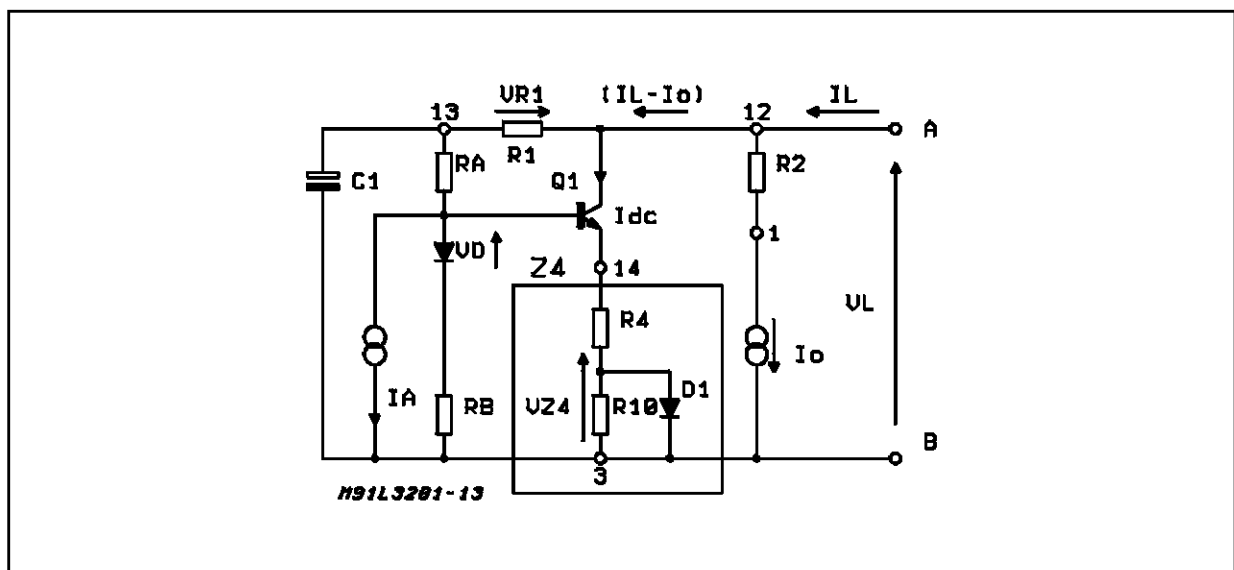 VR1 (IL-Io) IL
13 12 A
R1
RA R2
C1 Q1
Idc
1
VD Z4 14
R4 VL
Io
D1
IA RB VZ4 R10
B
3
M91L3281-13